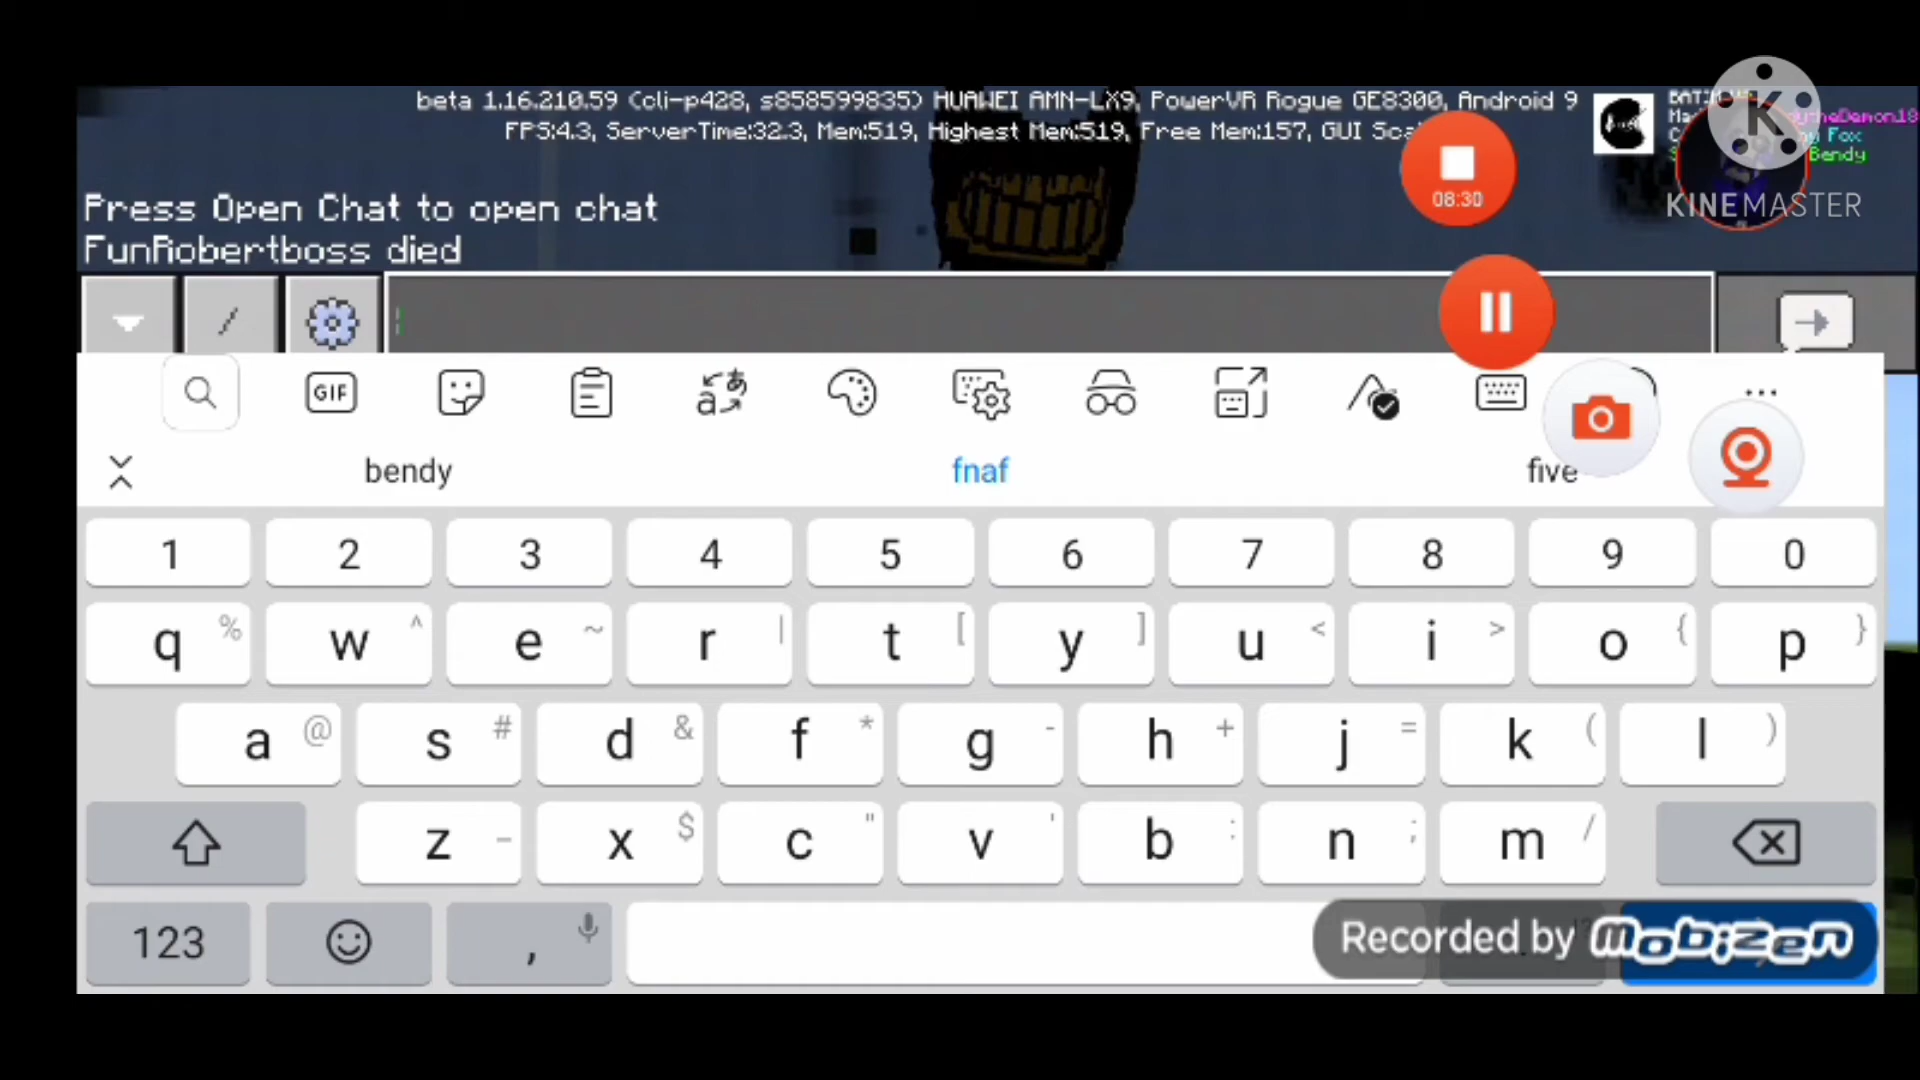 beta 1.16.210.59 (cli-p428, s858599835) HUAWEI AMN-LX9, PowerVR Rogue GE8300, Android 9
FPS:4.3, ServerTime:32.3, Mem:519, Highest Mem:519, Free Mem:157, GUI
KINEMASTER
Fox
Bendy
Press Open Chat to open chat
FunRobertboss died
08:30
/
GIF
bendy
fnaf
five
1 2 3 4 5 6 7 8 9 0
q % w ^ e ~ r | t [ y ] u < i > o { p }
a @ s # d & f * g - h + j = k ( l )
z _ x $ c " v ' b : n ; m /
123 ,
Recorded by mobizen